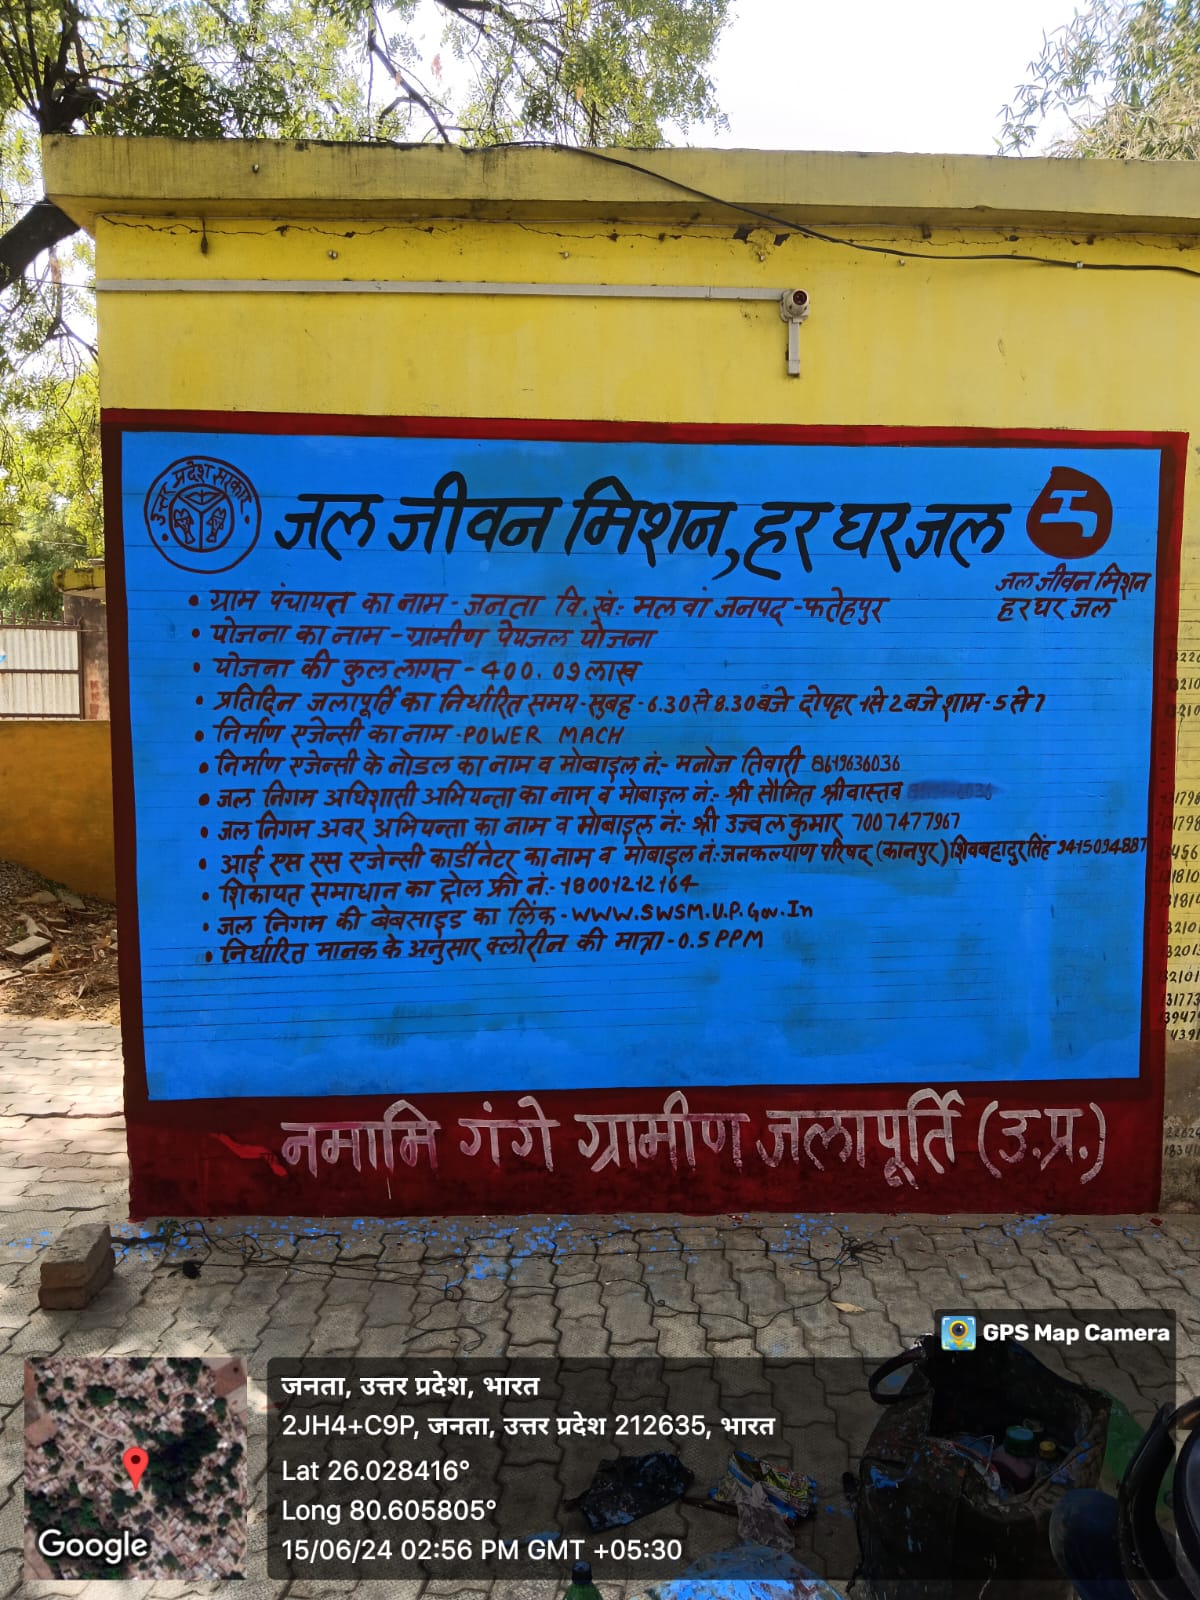 उत्तर प्रदेश सरकार
जल जीवन मिशन, हर घर जल
जल जीवन मिशन
हर घर जल
• ग्राम पंचायत का नाम - जनता वि.खं: मलवां जनपद - फतेहपुर
• योजना का नाम - ग्रामीण पेयजल योजना
• योजना की कुल लागत - 400.09 लाख
• प्रतिदिन जलापूर्ति का निर्धारित समय - सुबह - 6.30 से 8.30 बजे दोपहर 1 से 2 बजे शाम - 5 से 7
• निर्माण एजेन्सी का नाम - POWER MACH
• निर्माण एजेन्सी के नोडल का नाम व मोबाइल नं:- मनोज तिवारी 8619636036
• जल निगम अधिशासी अभियन्ता का नाम व मोबाइल नं:- श्री सौमित श्रीवास्तव
• जल निगम अवर अभियन्ता का नाम व मोबाइल नं: श्री उज्वल कुमार 7007477967
• आई एस एस एजेन्सी कार्डीनेटर का नाम व मोबाइल नं:- जनकल्याण परिषद (कानपुर) शिवबहादुर सिंह 9415034887
• शिकायत समाधान का ट्रोल फ्री नं:- 18001212164
• जल निगम की बेबसाइड का लिंक - WWW.SWSM.U.P.Gov.In
• निर्धारित मानक के अनुसार क्लोरीन की मात्रा - 0.5 PPM
नमामि गंगे ग्रामीण जलापूर्ति (उ.प्र.)
GPS Map Camera
जनता, उत्तर प्रदेश, भारत
2JH4+C9P, जनता, उत्तर प्रदेश 212635, भारत
Lat 26.028416°
Long 80.605805°
15/06/24 02:56 PM GMT +05:30
Google